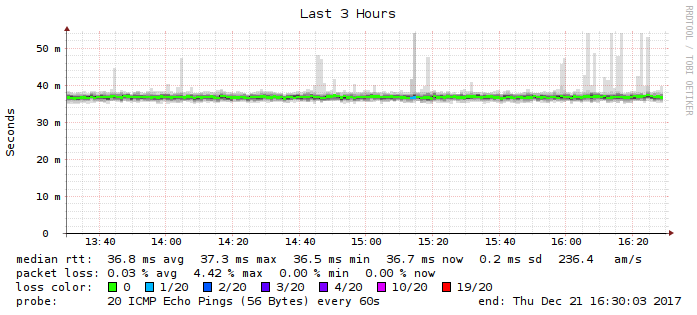 Last 3 Hours
RRDTOOL / TOBI OETIKER
Seconds
50 m
40 m
30 m
20 m
10 m
0
13:40 14:00 14:20 14:40 15:00 15:20 15:40 16:00 16:20
median rtt: 36.8 ms avg 37.3 ms max 36.5 ms min 36.7 ms now 0.2 ms sd 236.4 am/s
packet loss: 0.03 % avg 4.42 % max 0.00 % min 0.00 % now
loss color: 0 1/20 2/20 3/20 4/20 10/20 19/20
probe: 20 ICMP Echo Pings (56 Bytes) every 60s end: Thu Dec 21 16:30:03 2017